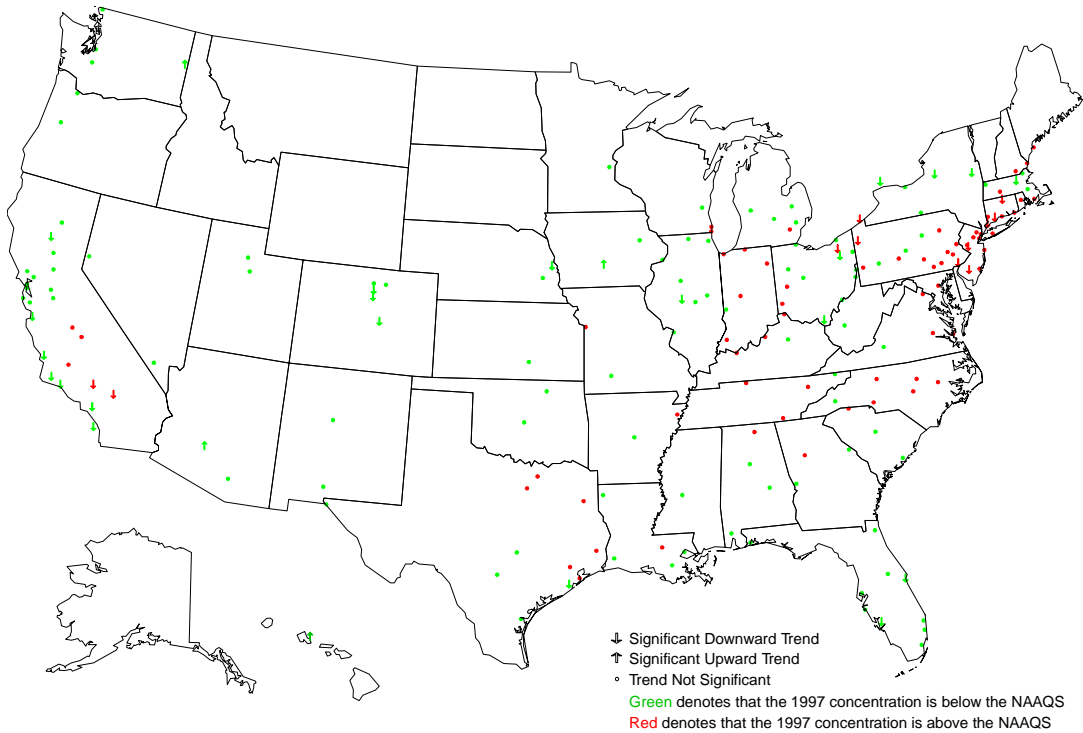 Significant Downward Trend
Significant Upward Trend
Trend Not Significant
Green denotes that the 1997 concentration is below the NAAQS
Red denotes that the 1997 concentration is above the NAAQS